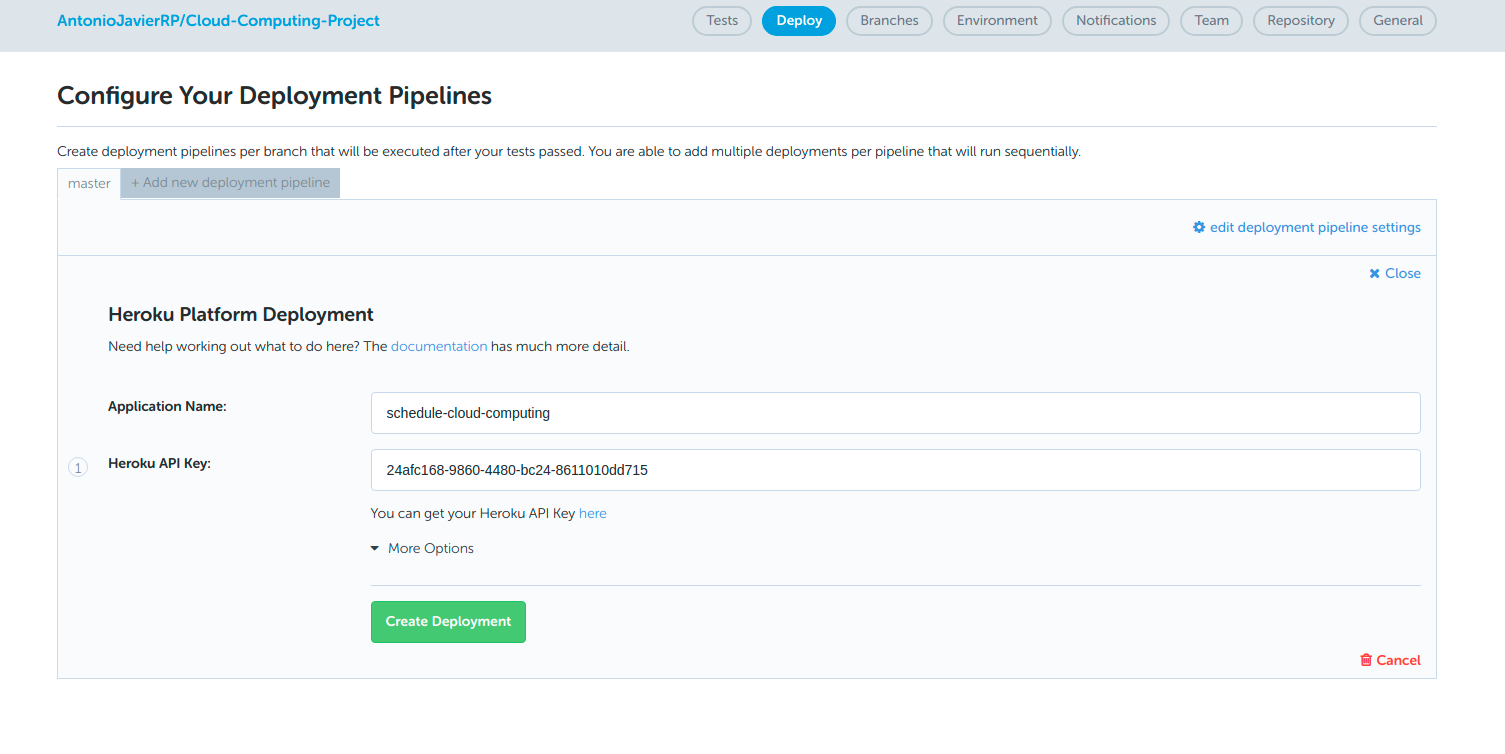 AntonioJavierRP/Cloud-Computing-Project
Tests Deploy Branches Environment Notifications Team Repository General
Configure Your Deployment Pipelines
Create deployment pipelines per branch that will be executed after your tests passed. You are able to add multiple deployments per pipeline that will run sequentially.
master + Add new deployment pipeline
edit deployment pipeline settings
Close
Heroku Platform Deployment
Need help working out what to do here? The documentation has much more detail.
Application Name: schedule-cloud-computing
1 Heroku API Key: 24afc168-9860-4480-bc24-8611010dd715
You can get your Heroku API Key here
More Options
Create Deployment
Cancel